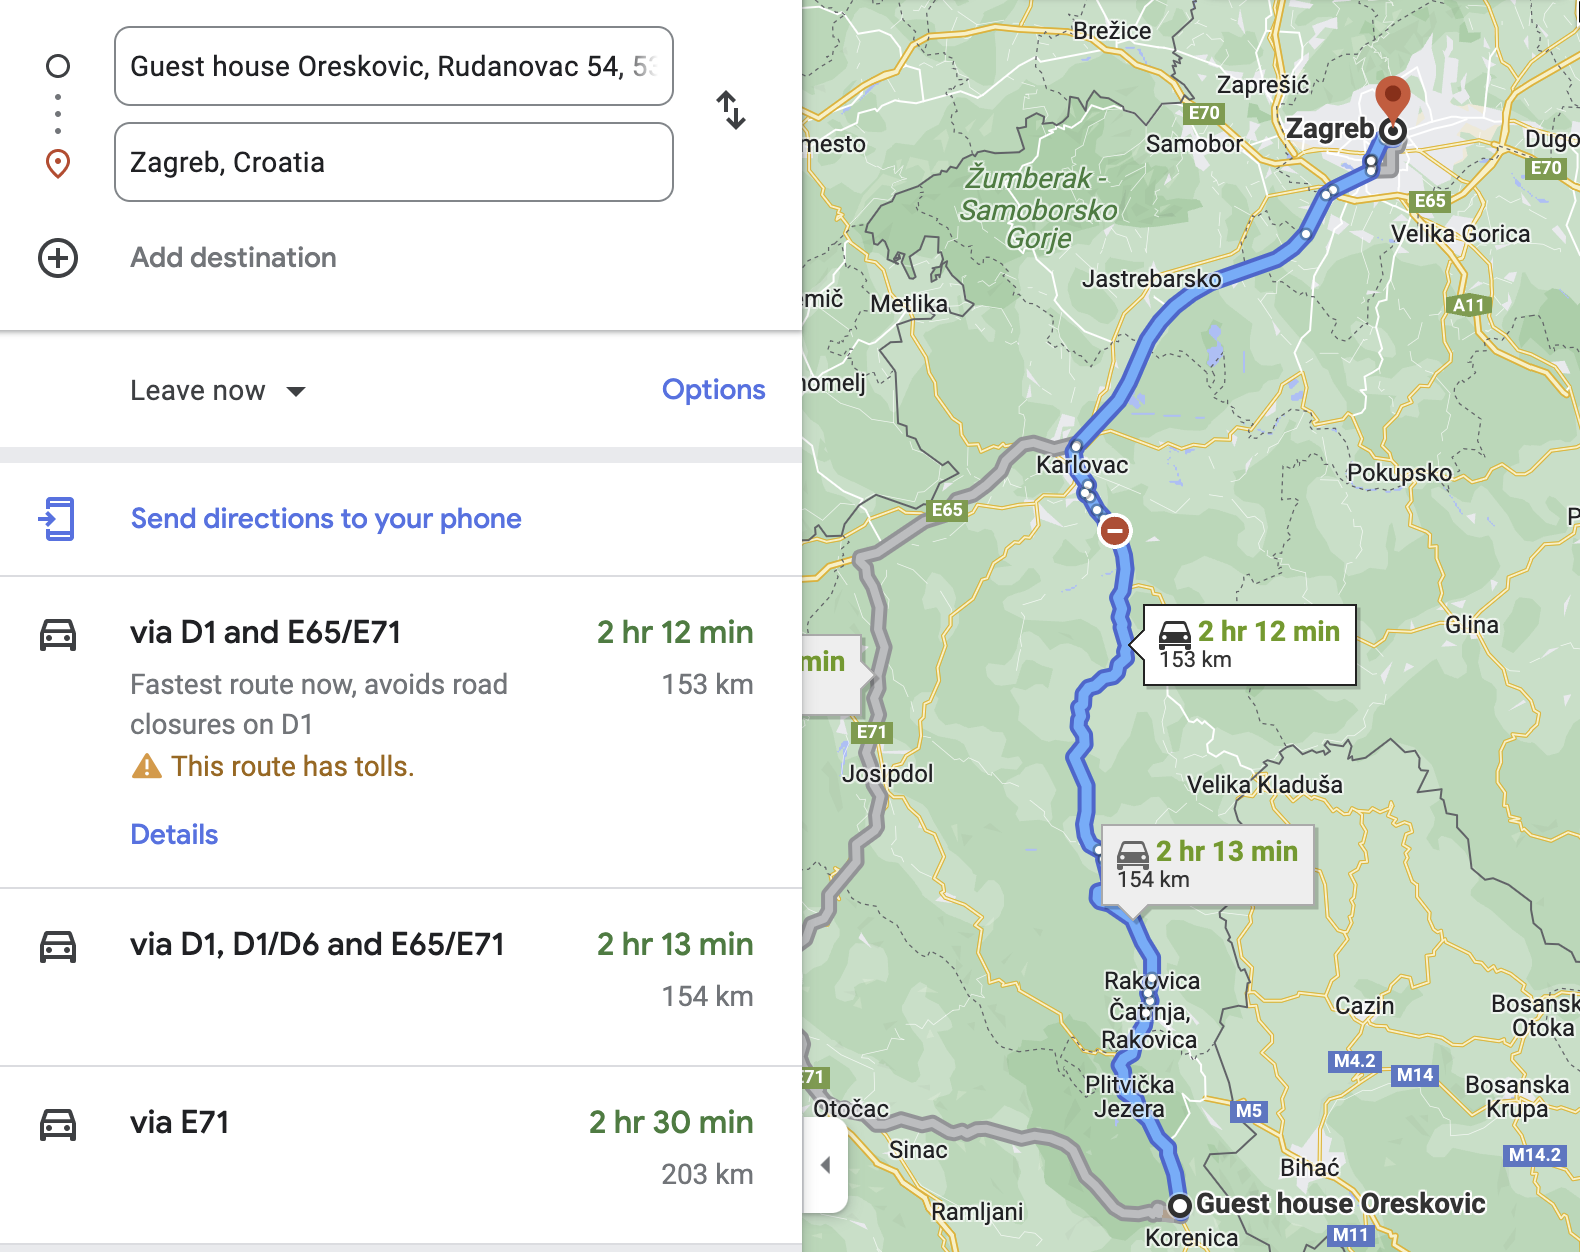 Guest house Oreskovic, Rudanovac 54, 53
Zagreb, Croatia
Add destination
Leave now
Options
Send directions to your phone
via D1 and E65/E71
2 hr 12 min
Fastest route now, avoids road
153 km
closures on D1
This route has tolls.
Details
via D1, D1/D6 and E65/E71
2 hr 13 min
154 km
via E71
2 hr 30 min
203 km
Brežice
Zaprešić
E70
Zagreb
Samobor
Dugo
mesto
E70
Žumberak -
Samoborsko
Gorje
E65
Velika Gorica
Jastrebarsko
mič
Metlika
A11
nomelj
Karlovac
Pokupsko
E65
P
2 hr 12 min
153 km
Glina
min
E71
Josipdol
Velika Kladuša
2 hr 13 min
154 km
Rakovica
Čatrnja,
Rakovica
Cazin
Bosansk
Otoka
M4.2
M14
E71
Plitvička
Jezera
Bosanska
Krupa
Otočac
M5
Sinac
Bihać
M14.2
Guest house Oreskovic
Ramljani
Korenica
M11